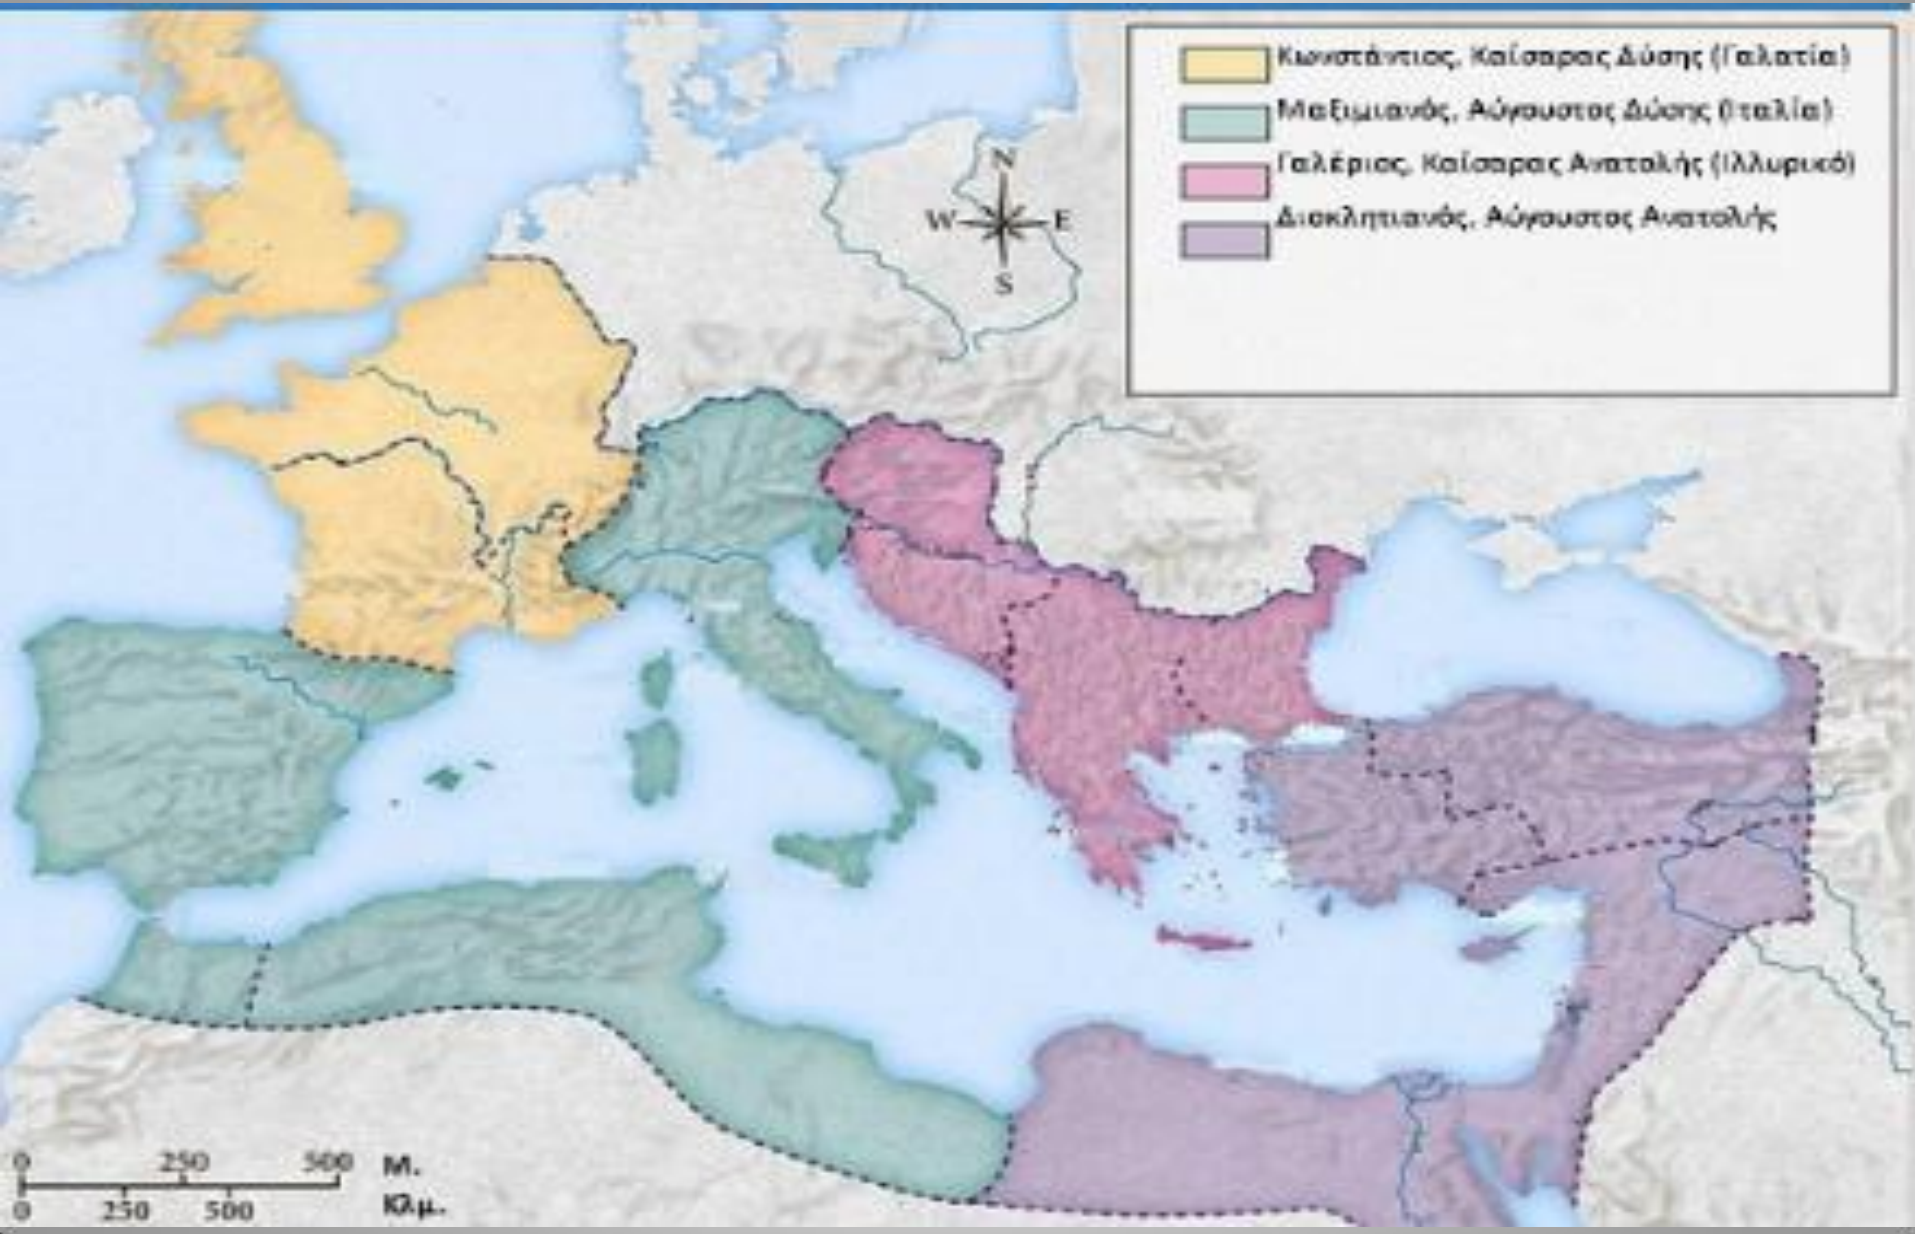 Κωνστάντιος, Καίσαρας Δύσης (Γαλατία)
Μαξιμιανός, Αύγουστος Δύσης (Ιταλία)
Γαλέριος, Καίσαρας Ανατολής (Ιλλυρικό)
Διοκλητιανός, Αύγουστος Ανατολής
N
W E
S
0 250 500 Μ.
0 250 500 Κλμ.